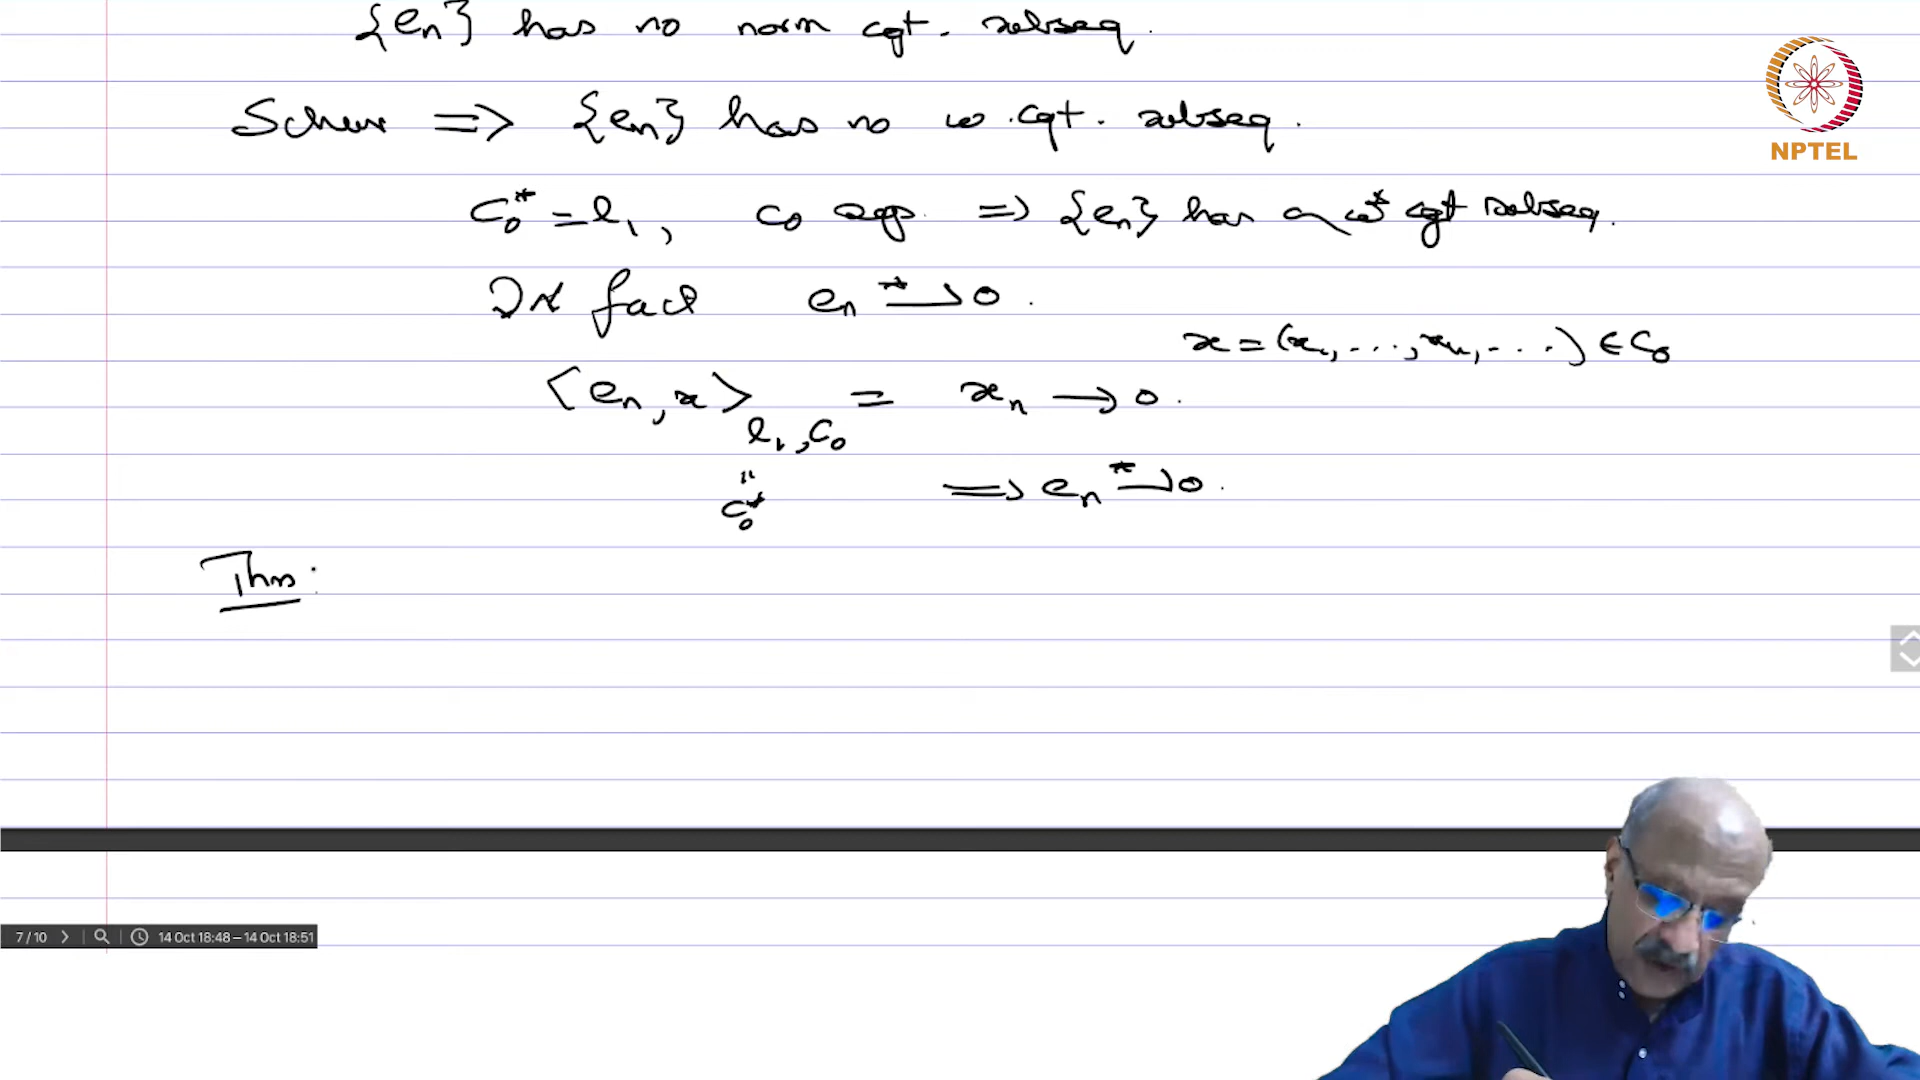 {en} has no norm cgt. subseq.
NPTEL
Schur => {en} has no w.cgt. subseq.
c₀* = l₁, c₀ sep. => {en} has a w* cgt subseq.
In fact en *⇀ 0.
x = (x₁, ..., xₙ, ...) ∈ c₀
⟨en, x⟩ l₁, c₀ = xₙ → 0.
" c₀* => en *⇀ 0.
Thm:
7 / 10 14 Oct 18:48 – 14 Oct 18:51